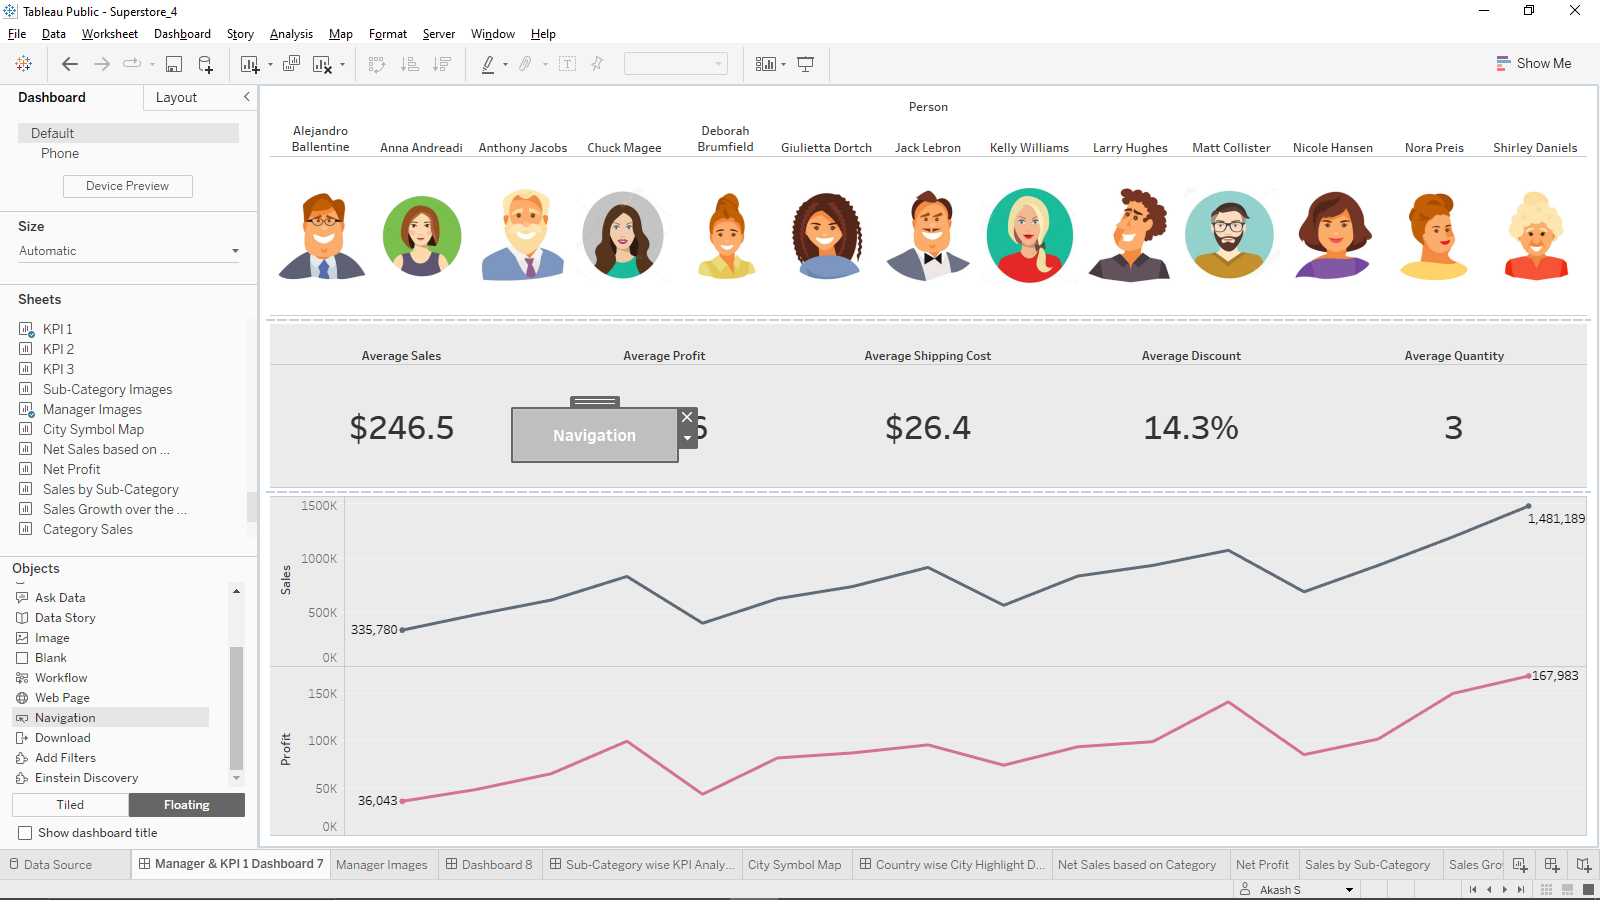 Tableau Public - Superstore_4
File Data Worksheet Dashboard Story Analysis Map Format Server Window Help
Show Me
Dashboard Layout
Default
Phone
Device Preview
Size
Automatic
Sheets
KPI 1
KPI 2
KPI 3
Sub-Category Images
Manager Images
City Symbol Map
Net Sales based on ...
Net Profit
Sales by Sub-Category
Sales Growth over the ...
Category Sales
Objects
Ask Data
Data Story
Image
Blank
Workflow
Web Page
Navigation
Download
Add Filters
Einstein Discovery
Tiled Floating
Show dashboard title
Person
Alejandro Ballentine
Anna Andreadi
Anthony Jacobs
Chuck Magee
Deborah Brumfield
Giulietta Dortch
Jack Lebron
Kelly Williams
Larry Hughes
Matt Collister
Nicole Hansen
Nora Preis
Shirley Daniels
Average Sales Average Profit Average Shipping Cost Average Discount Average Quantity
$246.5 6 $26.4 14.3% 3
Navigation
Sales
1500K
1000K
500K
0K
335,780
1,481,189
Profit
150K
100K
50K
0K
36,043
167,983
Data Source Manager & KPI 1 Dashboard 7 Manager Images Dashboard 8 Sub-Category wise KPI Analy... City Symbol Map Country wise City Highlight D... Net Sales based on Category Net Profit Sales by Sub-Category Sales Gro
Akash S